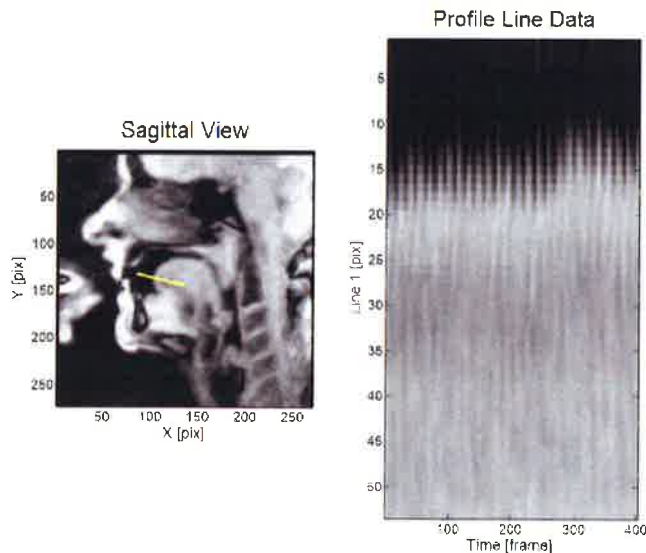 Profile Line Data
Sagittal View
Y [pix]
50
100
150
200
250
50 100 150 200 250
X [pix]
Line 1 [pix]
5
10
15
20
25
30
35
40
45
50
100 200 300 400
Time [frame]